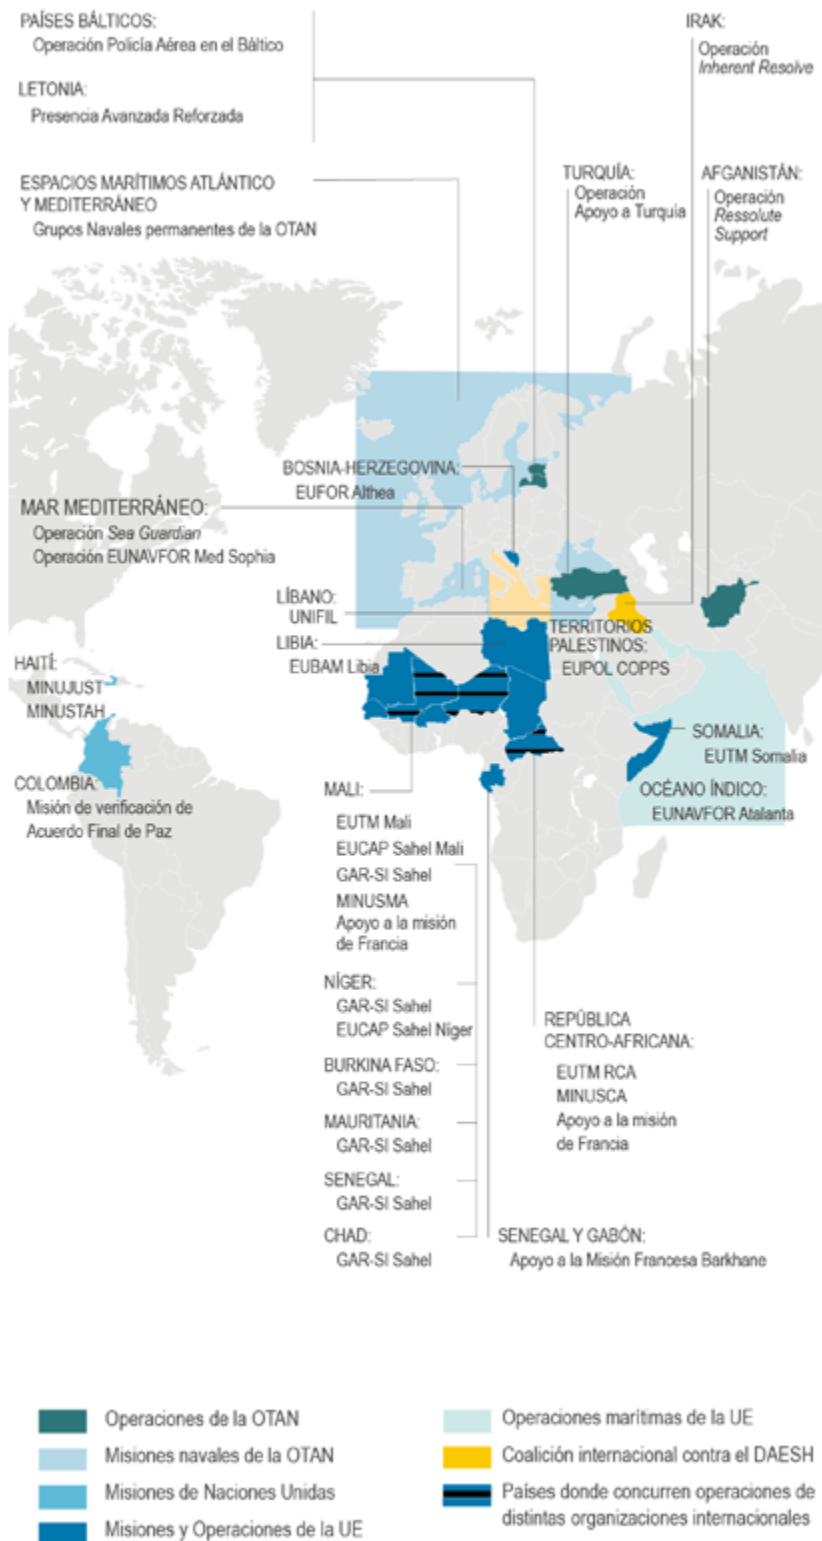 PAÍSES BÁLTICOS:
Operación Policía Aérea en el Báltico
LETONIA:
Presencia Avanzada Reforzada
IRAK:
Operación
Inherent Resolve
ESPACIOS MARÍTIMOS ATLÁNTICO
Y MEDITERRÁNEO
Grupos Navales permanentes de la OTAN
TURQUÍA:
Operación
Apoyo a Turquía
AFGANISTÁN:
Operación
Ressolute
Support
BOSNIA-HERZEGOVINA:
EUFOR Althea
MAR MEDITERRÁNEO:
Operación Sea Guardian
Operación EUNAVFOR Med Sophia
LÍBANO:
UNIFIL
LIBIA:
EUBAM Libia
TERRITORIOS
PALESTINOS:
EUPOL COPPS
HAITÍ:
MINUJUST
MINUSTAH
COLOMBIA:
Misión de verificación de
Acuerdo Final de Paz
SOMALIA:
EUTM Somalia
OCÉANO ÍNDICO:
EUNAVFOR Atalanta
MALI:
EUTM Mali
EUCAP Sahel Mali
GAR-SI Sahel
MINUSMA
Apoyo a la misión
de Francia
NÍGER:
GAR-SI Sahel
EUCAP Sahel Níger
BURKINA FASO:
GAR-SI Sahel
MAURITANIA:
GAR-SI Sahel
SENEGAL:
GAR-SI Sahel
CHAD:
GAR-SI Sahel
REPÚBLICA
CENTRO-AFRICANA:
EUTM RCA
MINUSCA
Apoyo a la misión
de Francia
SENEGAL Y GABÓN:
Apoyo a la Misión Francesa Barkhane
Operaciones de la OTAN
Misiones navales de la OTAN
Misiones de Naciones Unidas
Misiones y Operaciones de la UE
Operaciones marítimas de la UE
Coalición internacional contra el DAESH
Países donde concurren operaciones de
distintas organizaciones internacionales